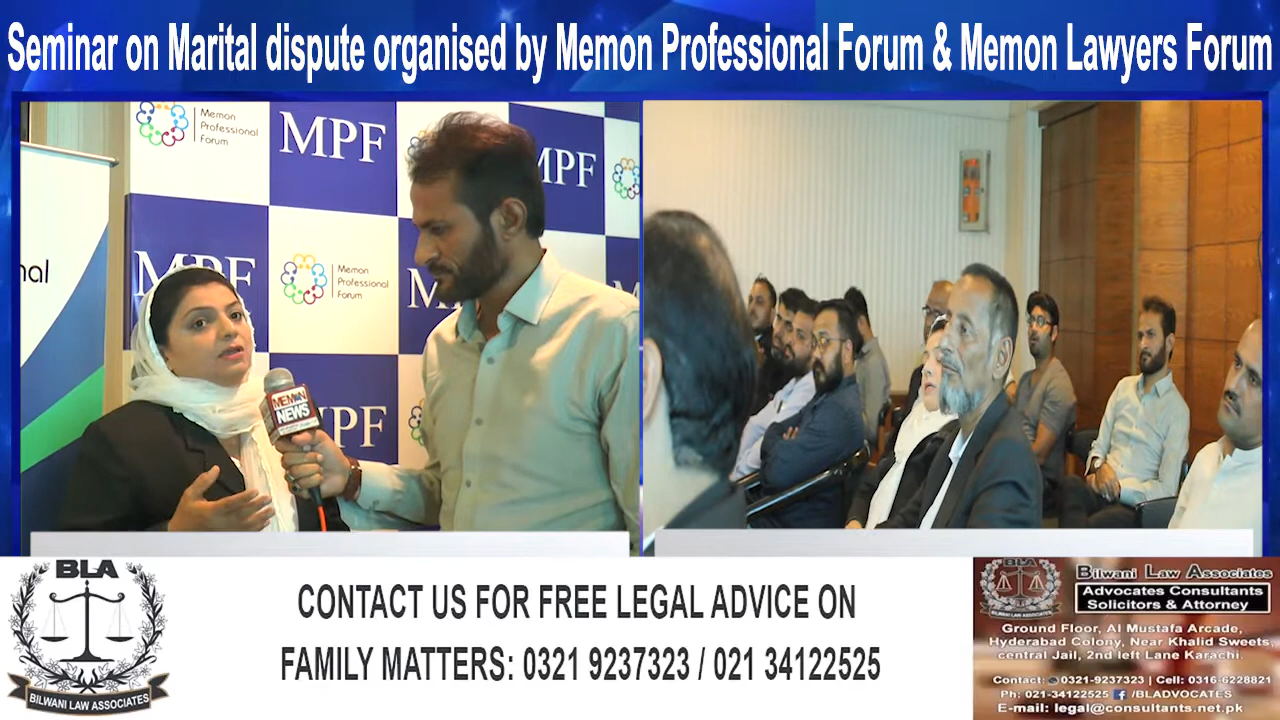 Seminar on Marital dispute organised by Memon Professional Forum & Memon Lawyers Forum
Memon
Professional
Forum
MPF
MPF
nal
MPF
Memon
Professional
Forum
M
MEMON
NEWS
MPF
BLA
BILWANI LAW ASSOCIATES
CONTACT US FOR FREE LEGAL ADVICE ON
FAMILY MATTERS: 0321 9237323 / 021 34122525
BLA
BILWANI LAW ASSOCIATES
Bilwani Law Associates
Advocates Consultants
Solicitors & Attorney
Ground Floor, Al Mustafa Arcade,
Hyderabad Colony, Near Khalid Sweets,
central Jail, 2nd left Lane Karachi.
Contact: 0321-9237323 | Cell: 0316-6228821
Ph: 021-34122525 f /BLADVOCATES
E-mail: legal@consultants.net.pk